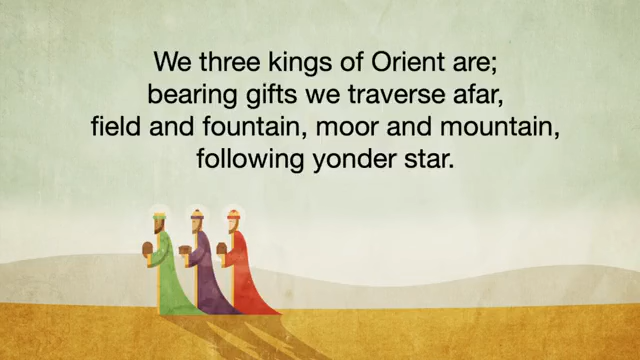 We three kings of Orient are;
bearing gifts we traverse afar,
field and fountain, moor and mountain,
following yonder star.